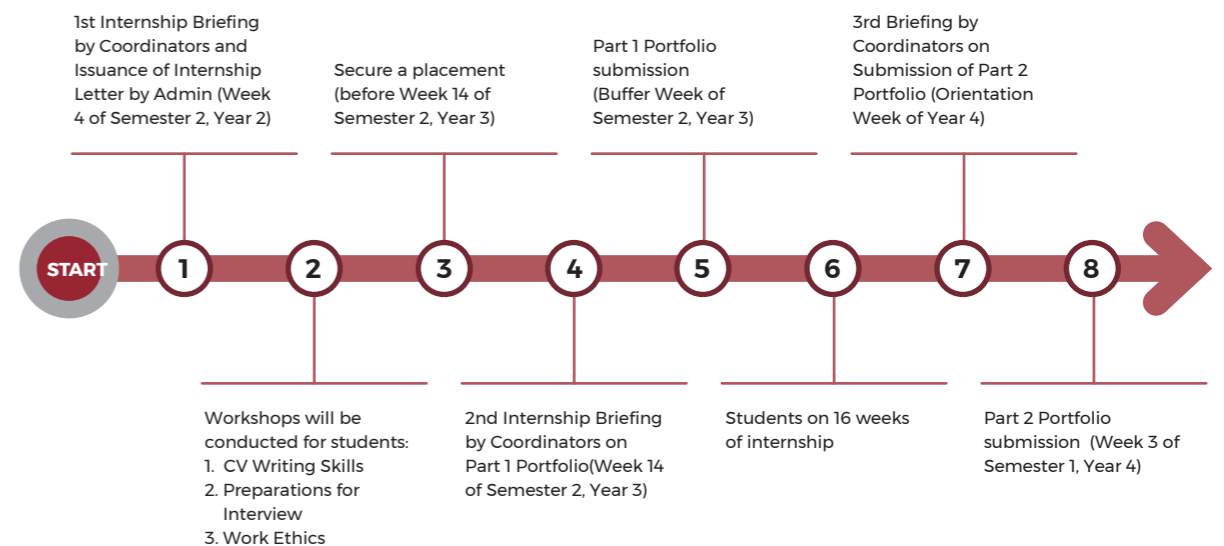 1st Internship Briefing
by Coordinators and
Issuance of Internship
Letter by Admin (Week
4 of Semester 2, Year 2)
Secure a placement
(before Week 14 of
Semester 2, Year 3)
Part 1 Portfolio
submission
(Buffer Week of
Semester 2, Year 3)
3rd Briefing by
Coordinators on
Submission of Part 2
Portfolio (Orientation
Week of Year 4)
START
1
2
3
4
5
6
7
8
Workshops will be
conducted for students:
1. CV Writing Skills
2. Preparations for
Interview
3. Work Ethics
2nd Internship Briefing
by Coordinators on
Part 1 Portfolio(Week 14
of Semester 2, Year 3)
Students on 16 weeks
of internship
Part 2 Portfolio
submission (Week 3 of
Semester 1, Year 4)